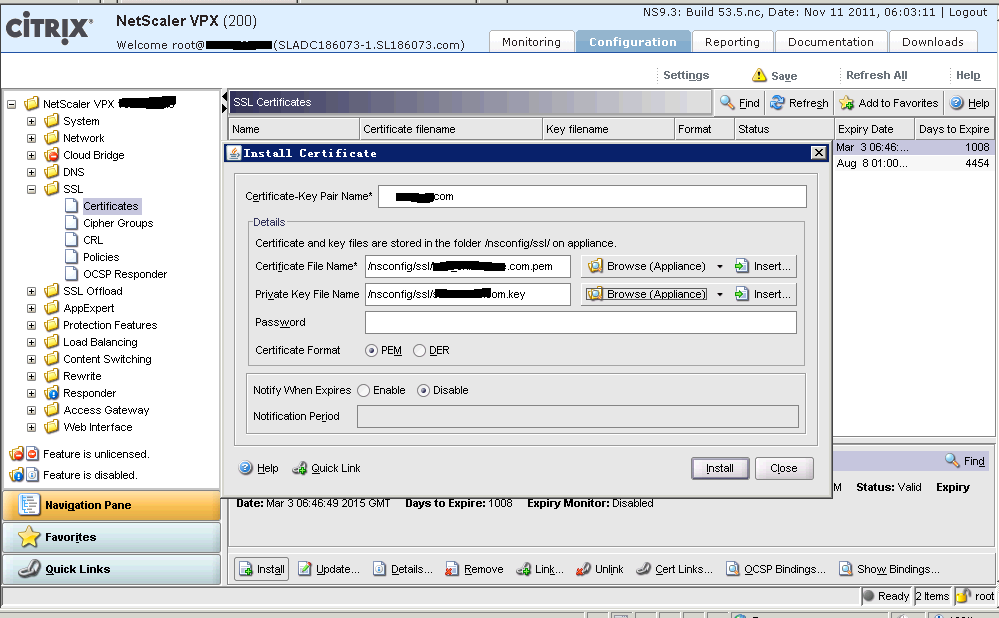 CITRIX
NetScaler VPX (200)
Welcome root@ (SLADC186073-1.SL186073.com)
NS9.3: Build 53.5.nc, Date: Nov 11 2011, 06:03:11 | Logout
Monitoring Configuration Reporting Documentation Downloads
Settings Save Refresh All Help
NetScaler VPX
System
Network
Cloud Bridge
DNS
SSL
Certificates
Cipher Groups
CRL
Policies
OCSP Responder
SSL Offload
AppExpert
Protection Features
Load Balancing
Content Switching
Rewrite
Responder
Access Gateway
Web Interface
Feature is unlicensed.
Feature is disabled.
Navigation Pane
Favorites
Quick Links
SSL Certificates
Find Refresh Add to Favorites Help
Name Certificate filename Key filename Format Status Expiry Date Days to Expire
Mar 3 06:46:... 1008
Aug 8 01:00... 4454
Install Certificate
Certificate-Key Pair Name* com
Details
Certificate and key files are stored in the folder /nsconfig/ssl/ on appliance.
Certificate File Name* /nsconfig/ssl/ .com.pem Browse (Appliance) Insert...
Private Key File Name /nsconfig/ssl/s om.key Browse (Appliance) Insert...
Password
Certificate Format PEM DER
Notify When Expires Enable Disable
Notification Period
Help Quick Link Install Close
Find
M Status: Valid Expiry
Date: Mar 3 06:46:49 2015 GMT Days to Expire: 1008 Expiry Monitor: Disabled
Install Update... Details... Remove Link... Unlink Cert Links... OCSP Bindings... Show Bindings...
Ready 2 Items root